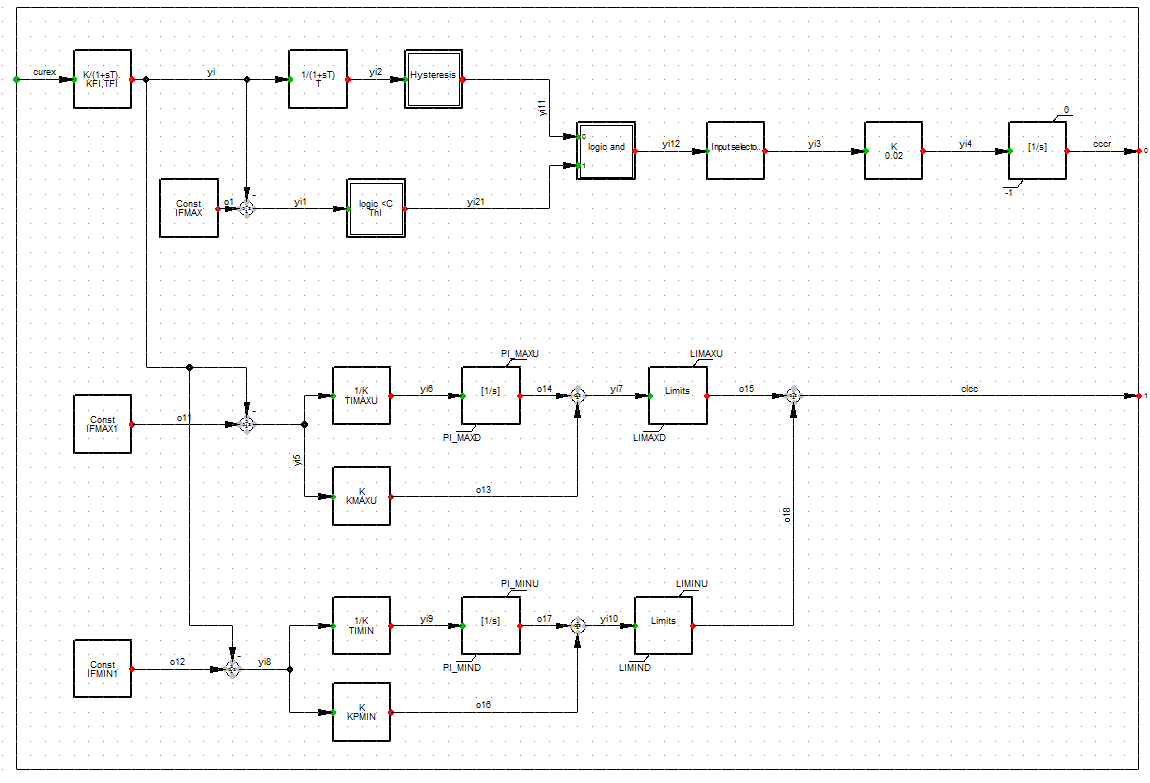 curex
K/(1+sT).
KFI,TFI
yi
1/(1+sT)
T
yi2
Hysteresis
yi11
0
1
logic and
yi12
Input selecto..
yi3
K
0.02
yi4
0
[1/s]
-1
cccr
0
Const
IFMAX
o1
-
yi1
logic <C
Thl
yi21
Const
IFMAX1
o11
-
yi5
1/K
TIMAXU
yi6
PI_MAXU
[1/s]
PI_MAXD
o14
yi7
LIMAXU
Limits
LIMAXD
o15
clcc
1
K
KMAXU
o13
o18
Const
IFMIN1
o12
-
yi8
1/K
TIMIN
yi9
PI_MINU
[1/s]
PI_MIND
o17
yi10
LIMINU
Limits
LIMIND
K
KPMIN
o16